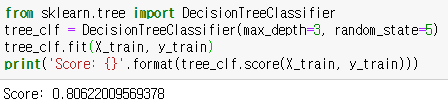 from sklearn.tree import DecisionTreeClassifier
tree_clf = DecisionTreeClassifier(max_depth=3, random_state=5)
tree_clf.fit(X_train, y_train)
print('Score: {}'.format(tree_clf.score(X_train, y_train)))
Score: 0.80622009569378